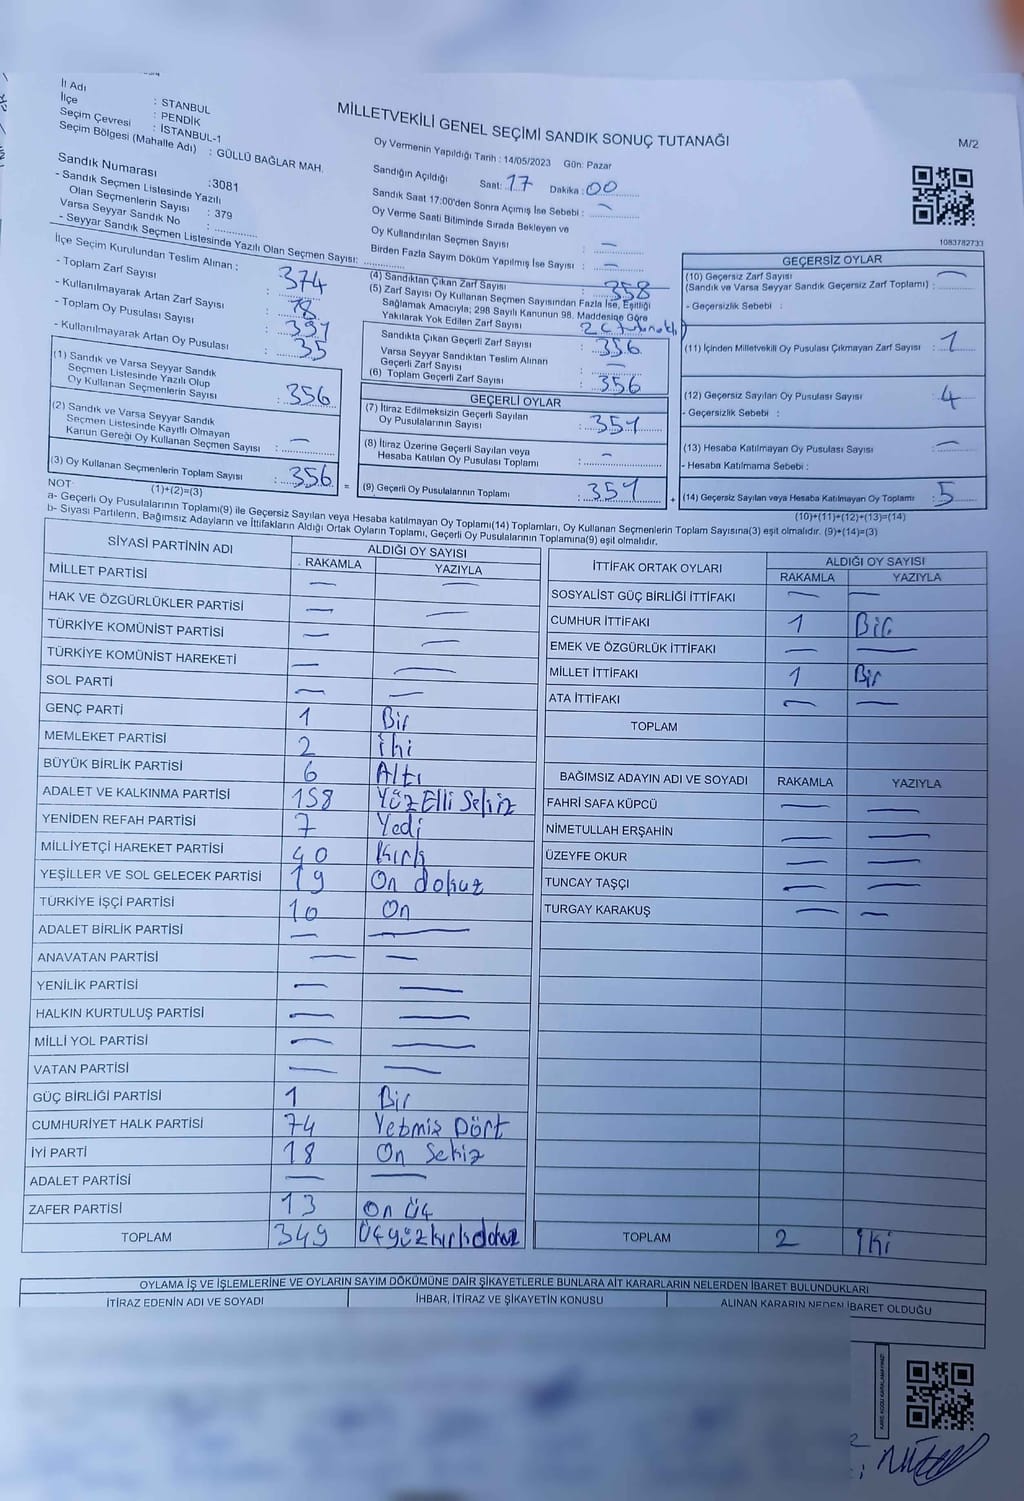 İl Adı : STANBUL
İlçe : PENDİK
Seçim Çevresi : İSTANBUL-1
Seçim Bölgesi (Mahalle Adı) : GÜLLÜ BAĞLAR MAH.
MİLLETVEKİLİ GENEL SEÇİMİ SANDIK SONUÇ TUTANAĞI
M/2
Oy Vermenin Yapıldığı Tarih : 14/05/2023 Gün: Pazar
Sandığın Açıldığı Saat: 17 Dakika: 00
Sandık Saat 17:00'den Sonra Açmış İse Sebebi : —
Oy Verme Saati Bitiminde Sırada Bekleyen ve
Oy Kullandırılan Seçmen Sayısı : —
Birden Fazla Sayım Döküm Yapılmış İse Sayısı : —
1083782733
Sandık Numarası : 3081
- Sandık Seçmen Listesinde Yazılı
Olan Seçmenlerin Sayısı : 379
Varsa Seyyar Sandık No :
- Seyyar Sandık Seçmen Listesinde Yazılı Olan Seçmen Sayısı:
İlçe Seçim Kurulundan Teslim Alınan :
- Toplam Zarf Sayısı : 374
- Kullanılmayarak Artan Zarf Sayısı : 18
- Toplam Oy Pusulası Sayısı : 391
- Kullanılmayarak Artan Oy Pusulası : 35
(1) Sandık ve Varsa Seyyar Sandık
Seçmen Listesinde Yazılı Olup
Oy Kullanan Seçmenlerin Sayısı : 356
(2) Sandık ve Varsa Seyyar Sandık
Seçmen Listesinde Kayıtlı Olmayan
Kanun Gereği Oy Kullanan Seçmen Sayısı : —
(3) Oy Kullanan Seçmenlerin Toplam Sayısı : 356
(1)+(2)=(3)
(4) Sandıktan Çıkan Zarf Sayısı : 358
(5) Zarf Sayısı Oy Kullanan Seçmen Sayısından Fazla İse, Eşitliği
Sağlamak Amacıyla; 298 Sayılı Kanunun 98. Maddesine Göre
Yakılarak Yok Edilen Zarf Sayısı : 2 (tutanaklı)
Sandıkta Çıkan Geçerli Zarf Sayısı : 356
Varsa Seyyar Sandıktan Teslim Alınan
Geçerli Zarf Sayısı : —
(6) Toplam Geçerli Zarf Sayısı : 356
GEÇERLİ OYLAR
(7) İtiraz Edilmeksizin Geçerli Sayılan
Oy Pusulalarının Sayısı : 351
(8) İtiraz Üzerine Geçerli Sayılan veya
Hesaba Katılan Oy Pusulası Toplamı : —
= (9) Geçerli Oy Pusulalarının Toplamı : 351 +
GEÇERSİZ OYLAR
(10) Geçersiz Zarf Sayısı
(Sandık ve Varsa Seyyar Sandık Geçersiz Zarf Toplamı) : —
- Geçersizlik Sebebi :
(11) İçinden Milletvekili Oy Pusulası Çıkmayan Zarf Sayısı : 1
(12) Geçersiz Sayılan Oy Pusulası Sayısı : 4
- Geçersizlik Sebebi :
(13) Hesaba Katılmayan Oy Pusulası Sayısı : —
- Hesaba Katılmama Sebebi :
(14) Geçersiz Sayılan veya Hesaba Katılmayan Oy Toplamı : 5
(10)+(11)+(12)+(13)=(14)
NOT
a- Geçerli Oy Pusulalarının Toplamı(9) ile Geçersiz Sayılan veya Hesaba katılmayan Oy Toplamı(14) Toplamları, Oy Kullanan Seçmenlerin Toplam Sayısına(3) eşit olmalıdır. (9)+(14)=(3)
b- Siyasi Partilerin, Bağımsız Adayların ve İttifakların Aldığı Ortak Oyların Toplamı, Geçerli Oy Pusulalarının Toplamına(9) eşit olmalıdır.
SİYASİ PARTİNİN ADI ALDIĞI OY SAYISI
RAKAMLA YAZIYLA
MİLLET PARTİSİ — —
HAK VE ÖZGÜRLÜKLER PARTİSİ — —
TÜRKİYE KOMÜNİST PARTİSİ — —
TÜRKİYE KOMÜNİST HAREKETİ — —
SOL PARTİ — —
GENÇ PARTİ 1 Bir
MEMLEKET PARTİSİ 2 iki
BÜYÜK BİRLİK PARTİSİ 6 Altı
ADALET VE KALKINMA PARTİSİ 158 Yüz Elli Sekiz
YENİDEN REFAH PARTİSİ 7 Yedi
MİLLİYETÇİ HAREKET PARTİSİ 40 Kırk
YEŞİLLER VE SOL GELECEK PARTİSİ 19 On dokuz
TÜRKİYE İŞÇİ PARTİSİ 10 On
ADALET BİRLİK PARTİSİ — —
ANAVATAN PARTİSİ — —
YENİLİK PARTİSİ — —
HALKIN KURTULUŞ PARTİSİ — —
MİLLİ YOL PARTİSİ — —
VATAN PARTİSİ — —
GÜÇ BİRLİĞİ PARTİSİ 1 Bir
CUMHURİYET HALK PARTİSİ 74 Yetmiş Dört
İYİ PARTİ 18 On Sekiz
ADALET PARTİSİ — —
ZAFER PARTİSİ 13 On üç
TOPLAM 349 Üçyüzkırkdokuz
İTTİFAK ORTAK OYLARI ALDIĞI OY SAYISI
RAKAMLA YAZIYLA
SOSYALİST GÜÇ BİRLİĞİ İTTİFAKI — —
CUMHUR İTTİFAKI 1 Bir
EMEK VE ÖZGÜRLÜK İTTİFAKI — —
MİLLET İTTİFAKI 1 Bir
ATA İTTİFAKI — —
TOPLAM
BAĞIMSIZ ADAYIN ADI VE SOYADI RAKAMLA YAZIYLA
FAHRİ SAFA KÜPCÜ — —
NİMETULLAH ERŞAHİN — —
ÜZEYFE OKUR — —
TUNCAY TAŞÇI — —
TURGAY KARAKUŞ — —
TOPLAM 2 iki
OYLAMA İŞ VE İŞLEMLERİNE VE OYLARIN SAYIM DÖKÜMÜNE DAİR ŞİKAYETLERLE BUNLARA AİT KARARLARIN NELERDEN İBARET BULUNDUKLARI
İTİRAZ EDENİN ADI VE SOYADI İHBAR, İTİRAZ VE ŞİKAYETİN KONUSU ALINAN KARARIN NEDEN İBARET OLDUĞU